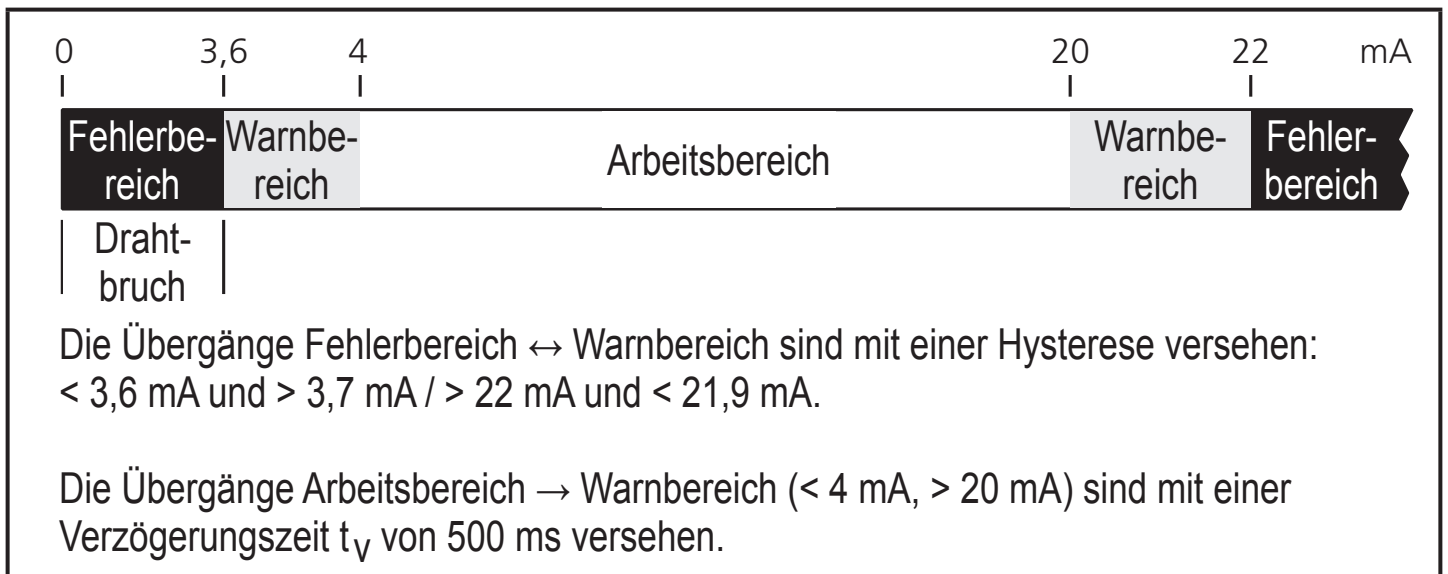 0 3,6 4 20 22 mA
Fehlerbe- Warnbe- Arbeitsbereich Warnbe- Fehler-
reich reich reich bereich
Draht-
bruch
Die Übergänge Fehlerbereich ↔ Warnbereich sind mit einer Hysterese versehen:
< 3,6 mA und > 3,7 mA / > 22 mA und < 21,9 mA.
Die Übergänge Arbeitsbereich → Warnbereich (< 4 mA, > 20 mA) sind mit einer
Verzögerungszeit tV von 500 ms versehen.